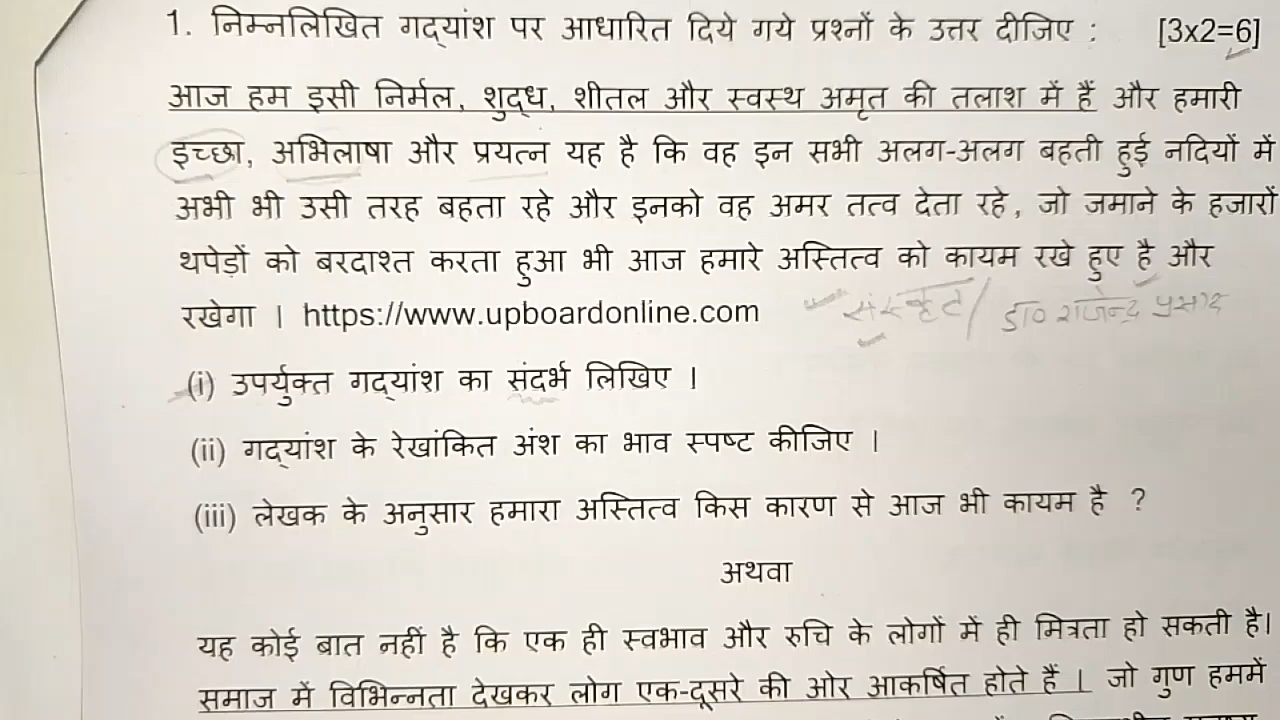 1. निम्नलिखित गद्यांश पर आधारित दिये गये प्रश्नों के उत्तर दीजिए : [3x2=6]
आज हम इसी निर्मल, शुद्ध, शीतल और स्वस्थ अमृत की तलाश में हैं और हमारी
इच्छा, अभिलाषा और प्रयत्न यह है कि वह इन सभी अलग-अलग बहती हुई नदियों में
अभी भी उसी तरह बहता रहे और इनको वह अमर तत्व देता रहे, जो जमाने के हजारों
थपेड़ों को बरदाश्त करता हुआ भी आज हमारे अस्तित्व को कायम रखे हुए है और
रखेगा । https://www.upboardonline.com संस्कृत / डा० राजेन्द्र प्रसाद
(i) उपर्युक्त गद्यांश का संदर्भ लिखिए ।
(ii) गद्यांश के रेखांकित अंश का भाव स्पष्ट कीजिए ।
(iii) लेखक के अनुसार हमारा अस्तित्व किस कारण से आज भी कायम है ?
अथवा
यह कोई बात नहीं है कि एक ही स्वभाव और रुचि के लोगों में ही मित्रता हो सकती है।
समाज में विभिन्नता देखकर लोग एक-दूसरे की ओर आकर्षित होते हैं । जो गुण हममें